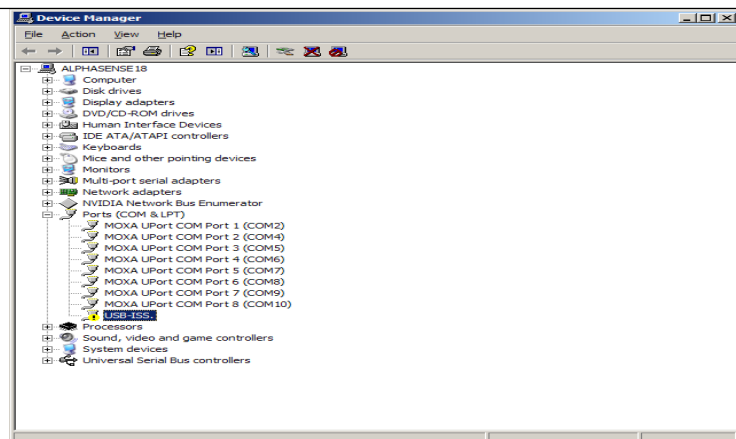 Device Manager
File Action View Help
ALPHASENSE18
Computer
Disk drives
Display adapters
DVD/CD-ROM drives
Human Interface Devices
IDE ATA/ATAPI controllers
Keyboards
Mice and other pointing devices
Monitors
Multi-port serial adapters
Network adapters
NVIDIA Network Bus Enumerator
Ports (COM & LPT)
MOXA UPort COM Port 1 (COM2)
MOXA UPort COM Port 2 (COM4)
MOXA UPort COM Port 3 (COM5)
MOXA UPort COM Port 4 (COM6)
MOXA UPort COM Port 5 (COM7)
MOXA UPort COM Port 6 (COM8)
MOXA UPort COM Port 7 (COM9)
MOXA UPort COM Port 8 (COM10)
USB-ISS.
Processors
Sound, video and game controllers
System devices
Universal Serial Bus controllers